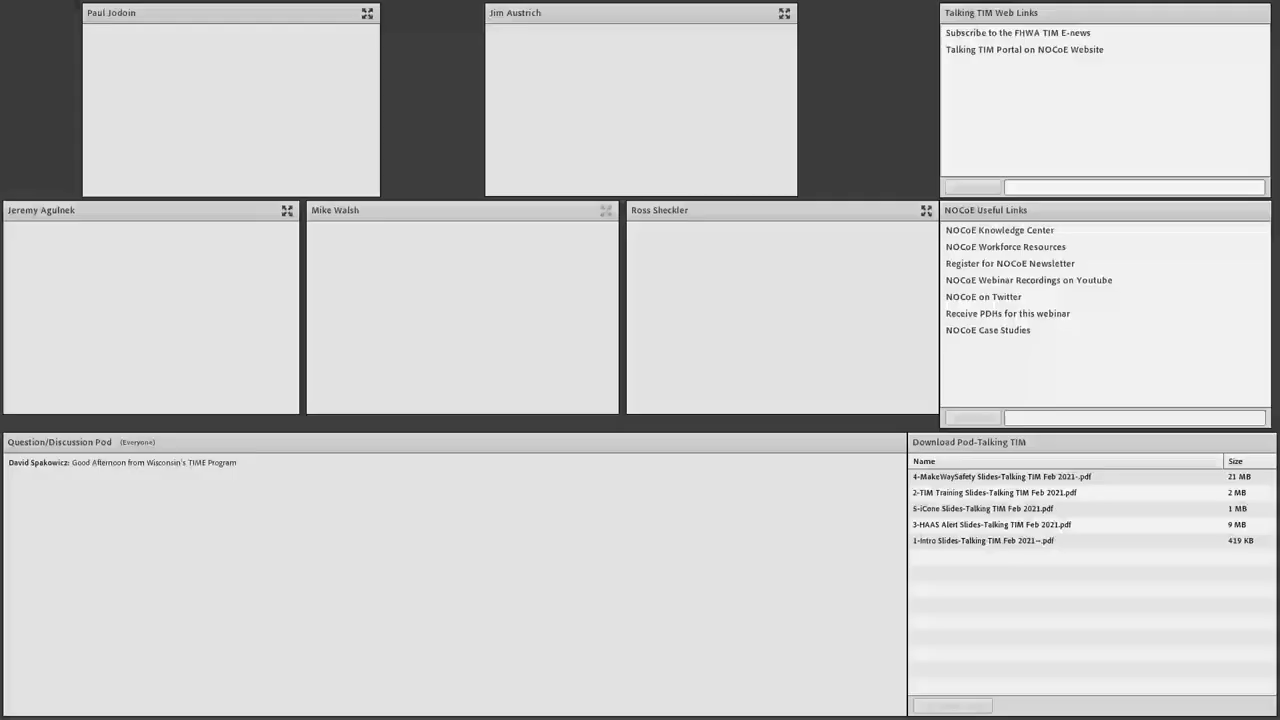 Paul Jodoin
Jim Austrich
Talking TIM Web Links
Subscribe to the FHWA TIM E-news
Talking TIM Portal on NOCoE Website
Jeremy Agulnek
Mike Walsh
Ross Sheckler
NOCoE Useful Links
NOCoE Knowledge Center
NOCoE Workforce Resources
Register for NOCoE Newsletter
NOCoE Webinar Recordings on Youtube
NOCoE on Twitter
Receive PDHs for this webinar
NOCoE Case Studies
Question/Discussion Pod (Everyone)
David Spakowicz: Good Afternoon from Wisconsin's TIME Program
Download Pod-Talking TIM
Name Size
4-MakeWaySafety Slides-Talking TIM Feb 2021-.pdf 21 MB
2-TIM Training Slides-Talking TIM Feb 2021.pdf 2 MB
5-iCone Slides-Talking TIM Feb 2021.pdf 1 MB
3-HAAS Alert Slides-Talking TIM Feb 2021.pdf 9 MB
1-Intro Slides-Talking TIM Feb 2021--.pdf 419 KB